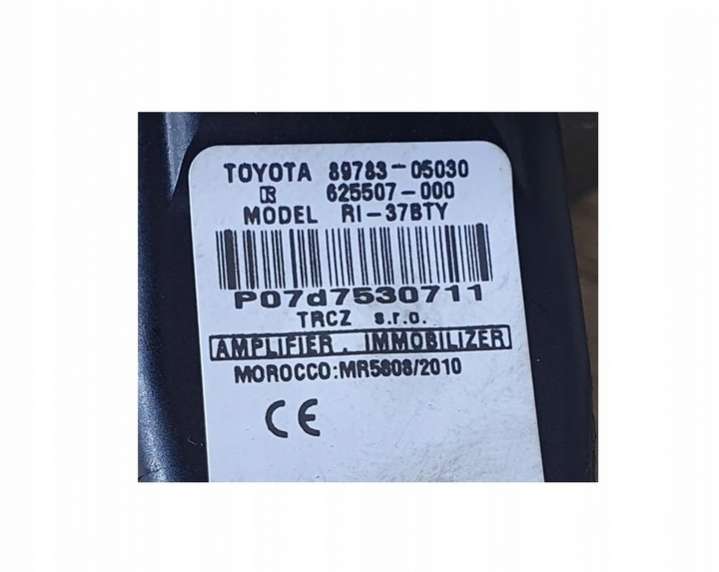 TOYOTA 89783-05030
625507-000
MODEL RI-37BTY
P07d7530711
TRCZ s.r.o.
AMPLIFIER. IMMOBILIZER
MOROCCO:MR5808/2010
CE